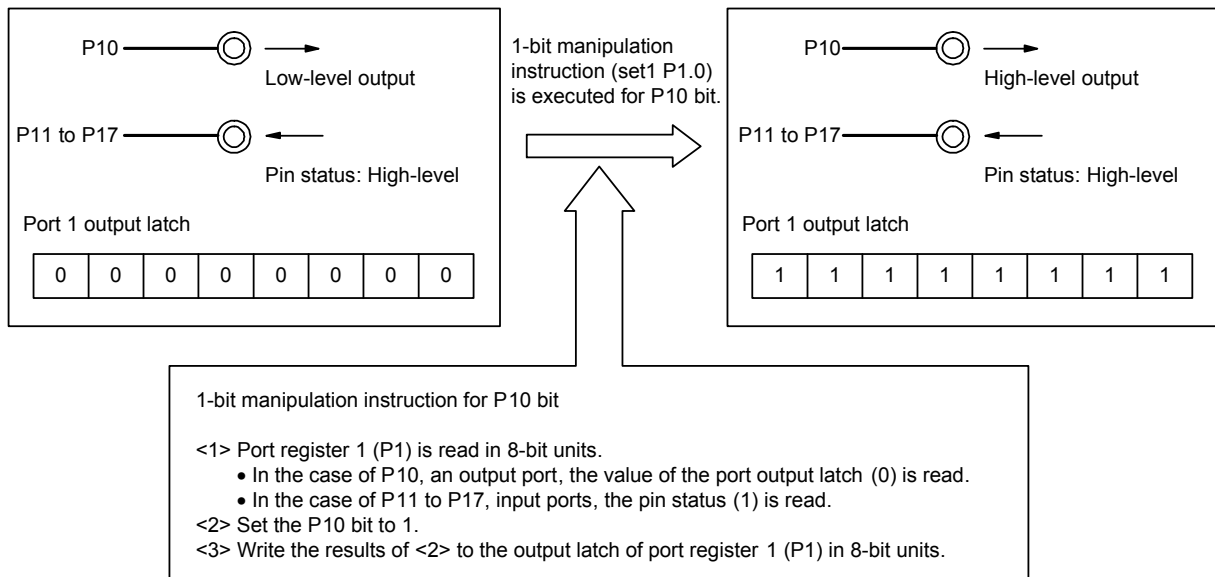 P10
Low-level output
P11 to P17
Pin status: High-level
Port 1 output latch
0 0 0 0 0 0 0 0
1-bit manipulation
instruction (set1 P1.0)
is executed for P10 bit.
P10
High-level output
P11 to P17
Pin status: High-level
Port 1 output latch
1 1 1 1 1 1 1 1
1-bit manipulation instruction for P10 bit
<1> Port register 1 (P1) is read in 8-bit units.
• In the case of P10, an output port, the value of the port output latch (0) is read.
• In the case of P11 to P17, input ports, the pin status (1) is read.
<2> Set the P10 bit to 1.
<3> Write the results of <2> to the output latch of port register 1 (P1) in 8-bit units.